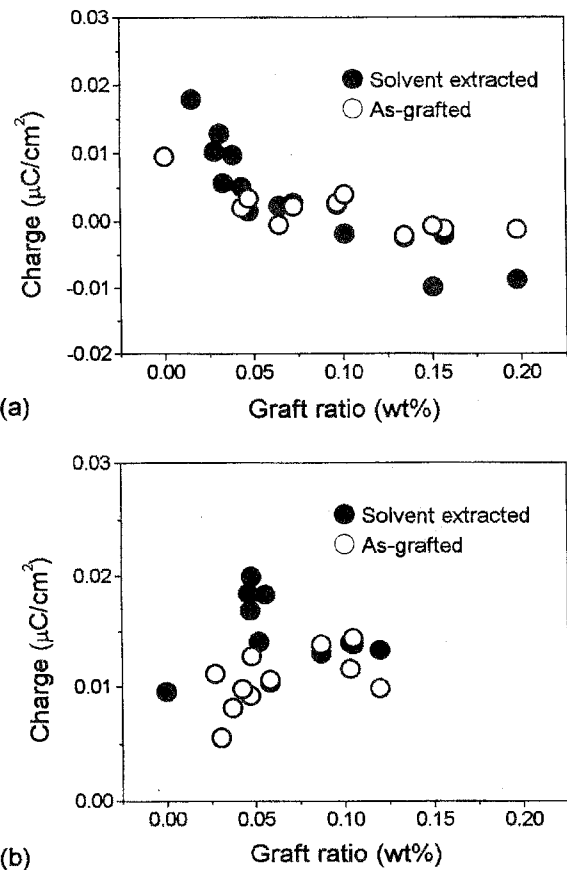 0.03
Solvent extracted
As-grafted
0.02
0.01
0.00
-0.01
-0.02
Charge (μC/cm²)
0.00 0.05 0.10 0.15 0.20
(a)
Graft ratio (wt%)
0.03
Solvent extracted
As-grafted
0.02
0.01
0.00
Charge (μC/cm²)
0.00 0.05 0.10 0.15 0.20
(b)
Graft ratio (wt%)